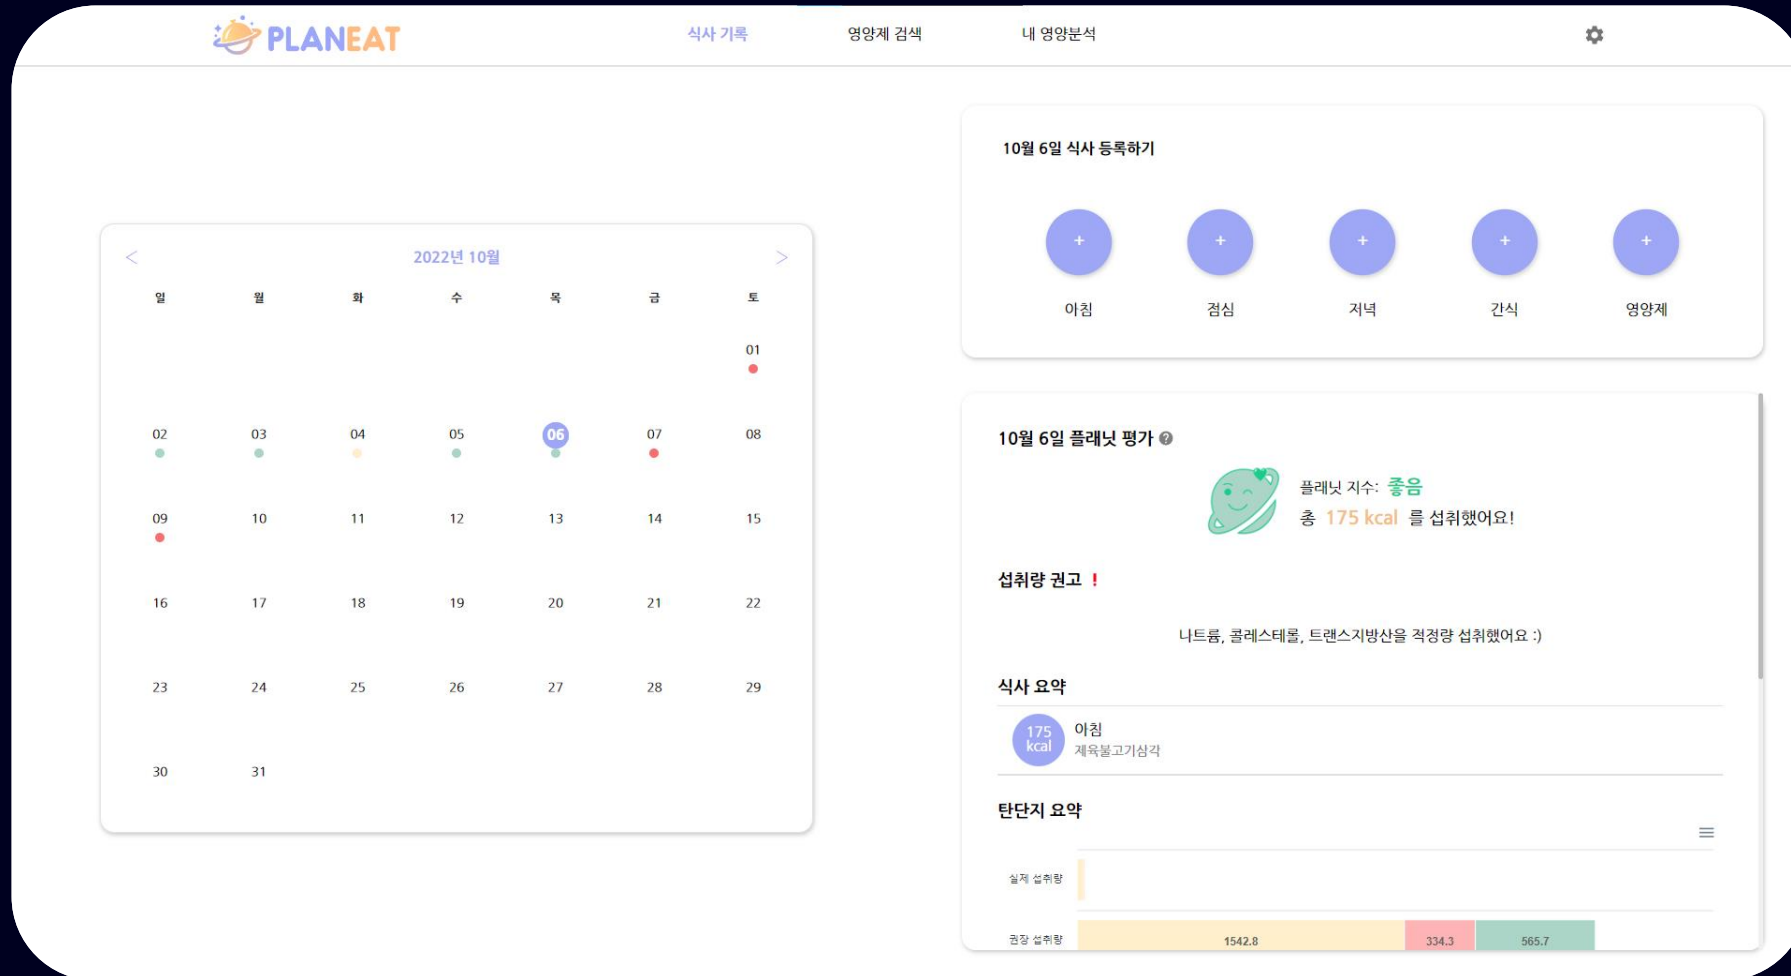 PLANEAT
식사 기록 영양제 검색 내 영양분석
< 2022년 10월 >
일 월 화 수 목 금 토
01
02 03 04 05 06 07 08
09 10 11 12 13 14 15
16 17 18 19 20 21 22
23 24 25 26 27 28 29
30 31
10월 6일 식사 등록하기
+ + + + +
아침 점심 저녁 간식 영양제
10월 6일 플래닛 평가 ?
플래닛 지수: 좋음
총 175 kcal 를 섭취했어요!
섭취량 권고 !
나트륨, 콜레스테롤, 트랜스지방산을 적정량 섭취했어요 :)
식사 요약
175 kcal
아침
제육불고기삼각
탄단지 요약
실제 섭취량
권장 섭취량 1542.8 334.3 565.7